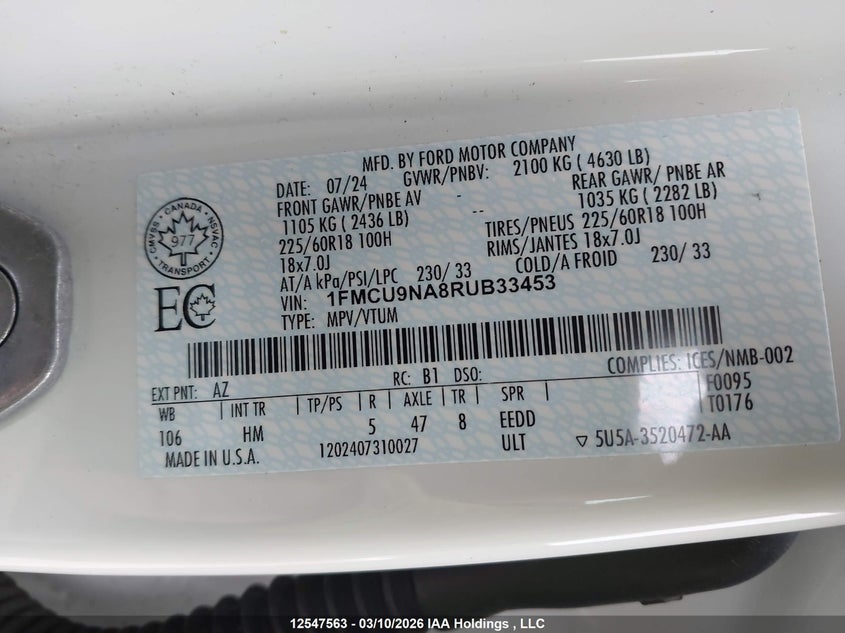 MFD. BY FORD MOTOR COMPANY
DATE: 07/24 GVWR/PNBV: 2100 KG ( 4630 LB)
FRONT GAWR/PNBE AV - REAR GAWR/ PNBE AR
1105 KG ( 2436 LB) -- 1035 KG ( 2282 LB)
225/60R18 100H TIRES/PNEUS 225/60R18 100H
18x7.0J RIMS/JANTES 18x7.0J
AT/A kPa/PSI/LPC 230/ 33 COLD/A FROID 230/ 33
VIN: 1FMCU9NA8RUB33453
TYPE: MPV/VTUM
CMVSS · CANADA · NSVAC
977
TRANSPORT
EC
COMPLIES: ICES/NMB-002
EXT PNT: AZ RC: B1 DSO: F0095
WB INT TR TP/PS R AXLE TR SPR T0176
106 HM 5 47 8 EEDD
MADE IN U.S.A. 1202407310027 ULT ▽ 5U5A-3520472-AA
12547563 - 03/10/2026 IAA Holdings , LLC